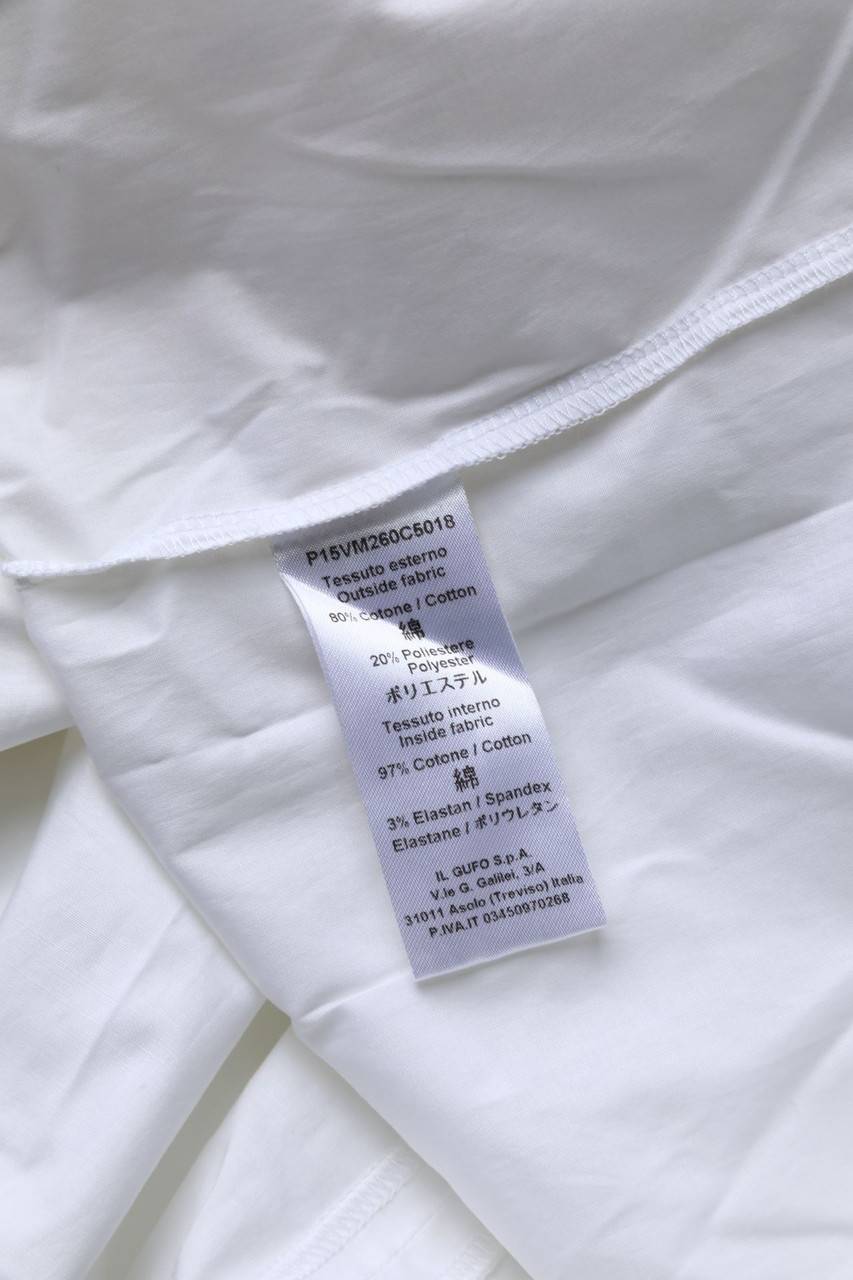 P15VM260C5018
Tessuto esterno
Outside fabric
80% Cotone / Cotton
綿
20% Poliestere
Polyester
ポリエステル
Tessuto interno
Inside fabric
97% Cotone / Cotton
綿
3% Elastan / Spandex
Elastane / ポリウレタン
IL GUFO S.p.A.
V.le G. Galilei, 3/A
31011 Asolo (Treviso) Italia
P.IVA.IT 03450970268